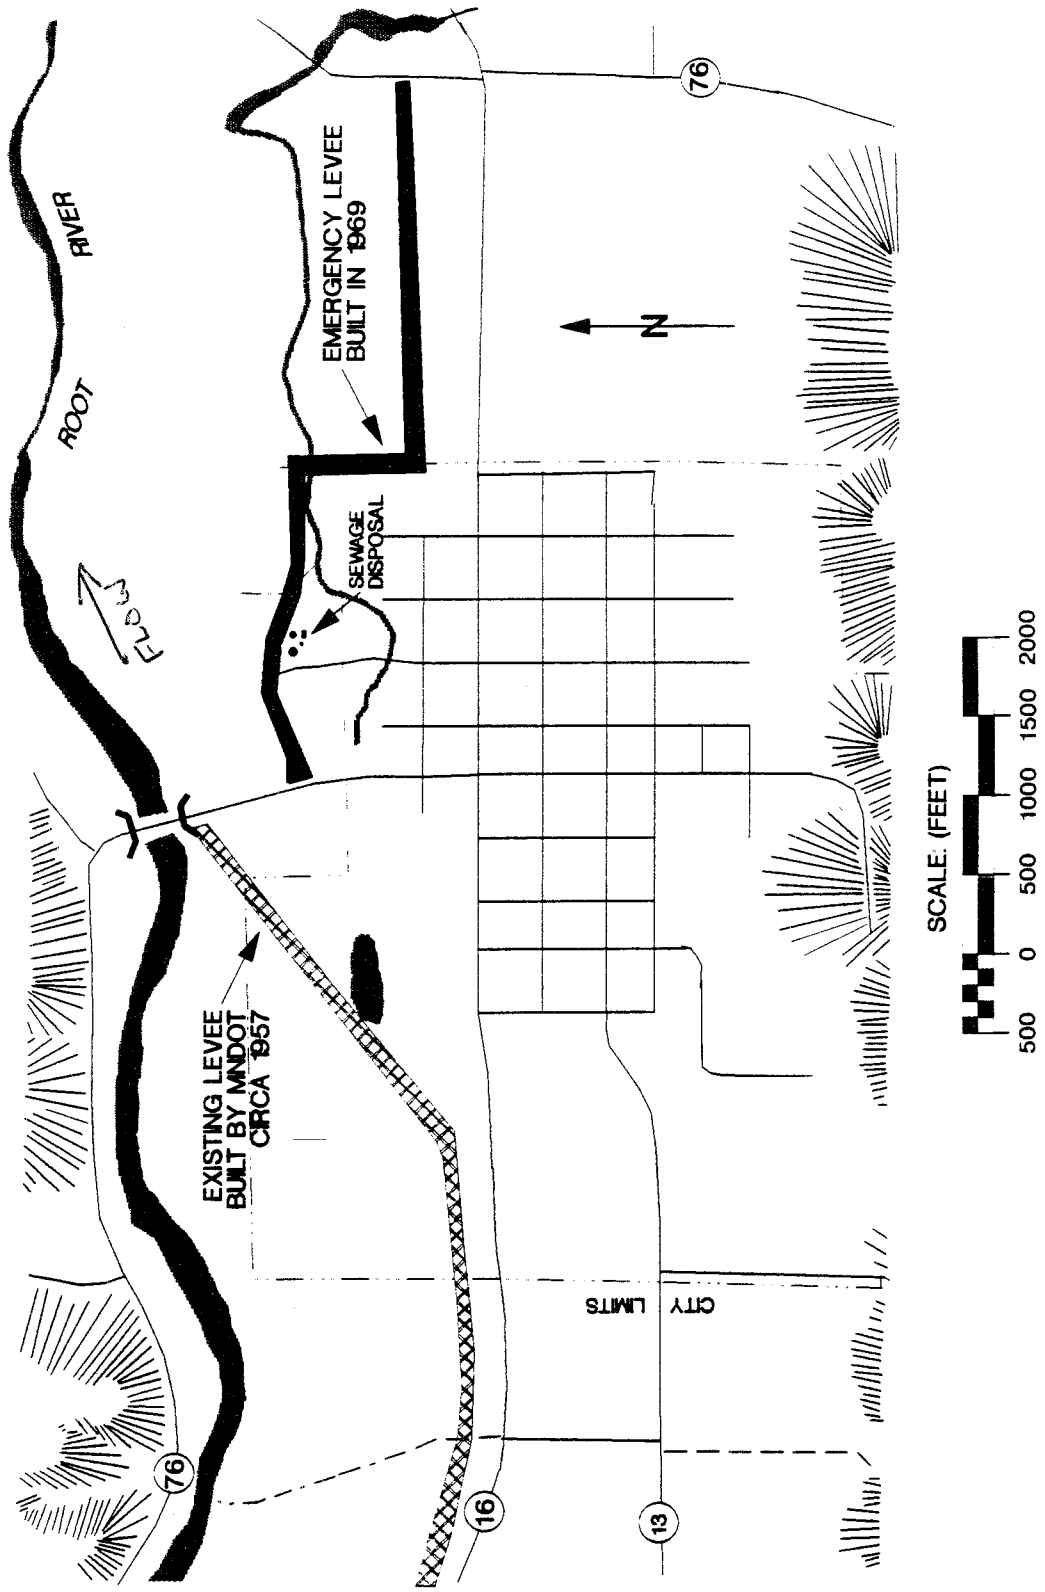 ROOT RIVER
FLOW
EMERGENCY LEVEE
BUILT IN 1969
SEWAGE
DISPOSAL
EXISTING LEVEE
BUILT BY MNDOT
CIRCA 1957
N
76
76
16
13
CITY LIMITS
SCALE: (FEET)
500 0 500 1000 1500 2000